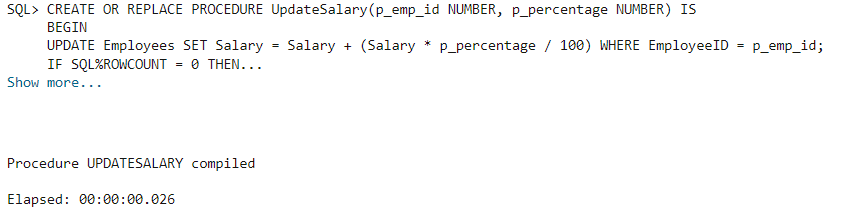 SQL> CREATE OR REPLACE PROCEDURE UpdateSalary(p_emp_id NUMBER, p_percentage NUMBER) IS
     BEGIN
     UPDATE Employees SET Salary = Salary + (Salary * p_percentage / 100) WHERE EmployeeID = p_emp_id;
     IF SQL%ROWCOUNT = 0 THEN...
Show more...
Procedure UPDATESALARY compiled
Elapsed: 00:00:00.026